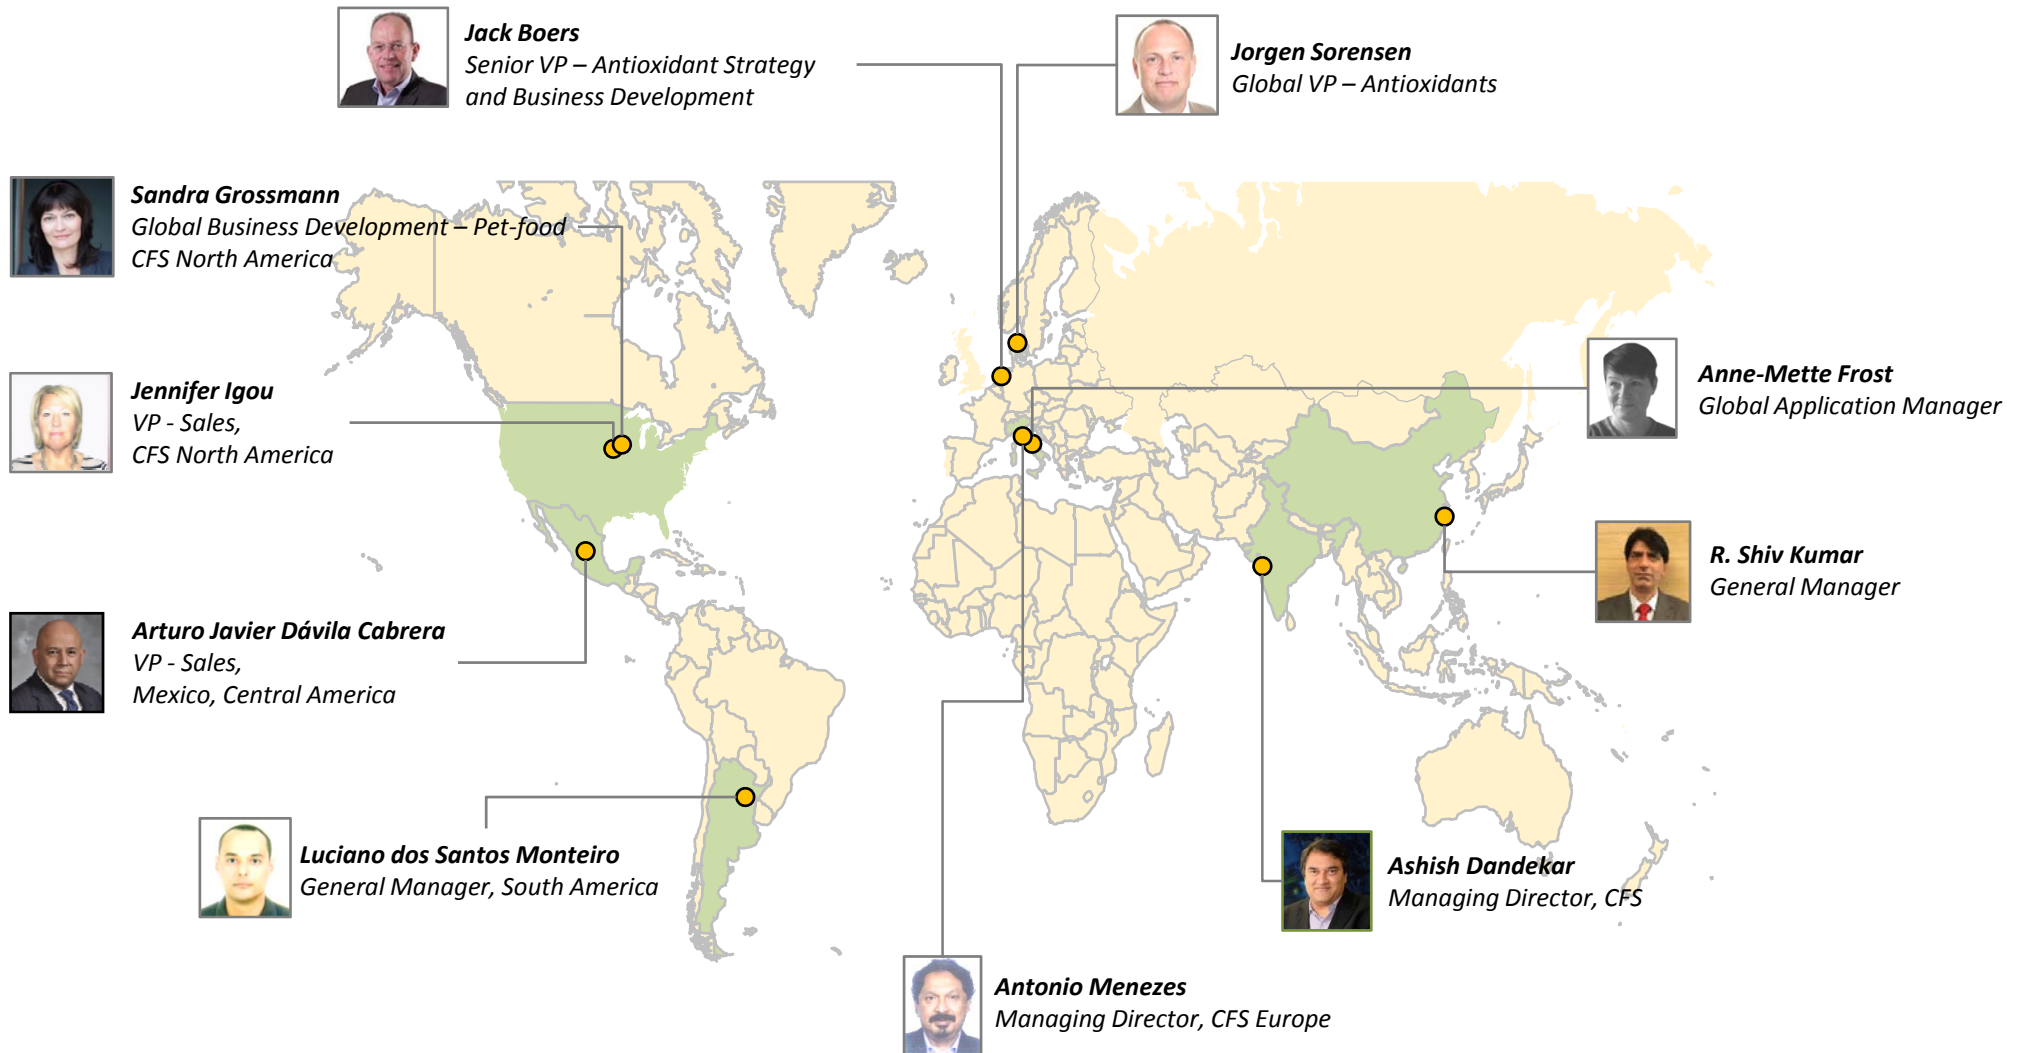 Jack Boers
Senior VP – Antioxidant Strategy
and Business Development
Jorgen Sorensen
Global VP – Antioxidants
Sandra Grossmann
Global Business Development – Pet-food
CFS North America
Jennifer Igou
VP - Sales,
CFS North America
Anne-Mette Frost
Global Application Manager
R. Shiv Kumar
General Manager
Arturo Javier Dávila Cabrera
VP - Sales,
Mexico, Central America
Luciano dos Santos Monteiro
General Manager, South America
Ashish Dandekar
Managing Director, CFS
Antonio Menezes
Managing Director, CFS Europe